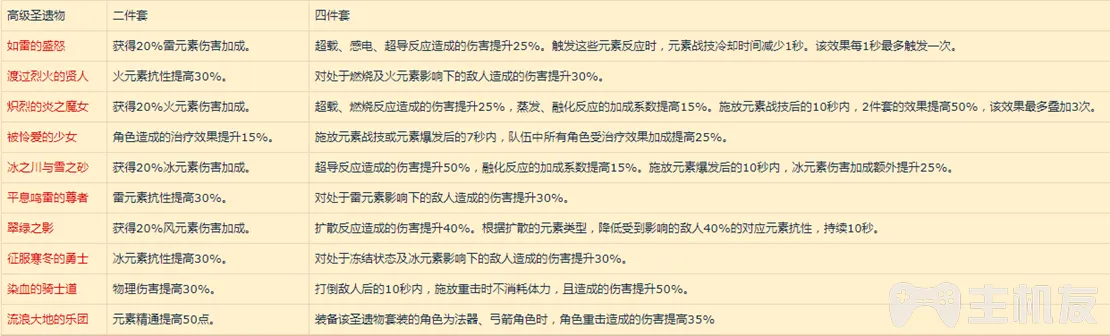 高级圣遗物 二件套 四件套
如雷的盛怒 获得20%雷元素伤害加成。 超载、感电、超导反应造成的伤害提升25%。触发这些元素反应时，元素战技冷却时间减少1秒。该效果每1秒最多触发一次。
渡过烈火的贤人 火元素抗性提高30%。 对处于燃烧及火元素影响下的敌人造成的伤害提升30%。
炽烈的炎之魔女 获得20%火元素伤害加成。 超载、燃烧反应造成的伤害提升25%，蒸发、融化反应的加成系数提高15%。施放元素战技后的10秒内，2件套的效果提高50%，该效果最多叠加3次。
被怜爱的少女 角色造成的治疗效果提升15%。 施放元素战技或元素爆发后的7秒内，队伍中所有角色受治疗效果加成提高25%。
冰之川与雪之砂 获得20%冰元素伤害加成。 超导反应造成的伤害提升50%，融化反应的加成系数提高15%。施放元素爆发后的10秒内，冰元素伤害加成额外提升25%。
平息鸣雷的尊者 雷元素抗性提高30%。 对处于雷元素影响下的敌人造成的伤害提升30%。
翠绿之影 获得20%风元素伤害加成。 扩散反应造成的伤害提升40%。根据扩散的元素类型，降低受到影响的敌人40%的对应元素抗性，持续10秒。
征服寒冬的勇士 冰元素抗性提高30%。 对处于冻结状态及冰元素影响下的敌人造成的伤害提升30%。
染血的骑士道 物理伤害提高30%。 打倒敌人后的10秒内，施放重击时不消耗体力，且造成的伤害提升50%。
流浪大地的乐团 元素精通提高50点。 装备该圣遗物套装的角色为法器、弓箭角色时，角色重击造成的伤害提高35%
主机友